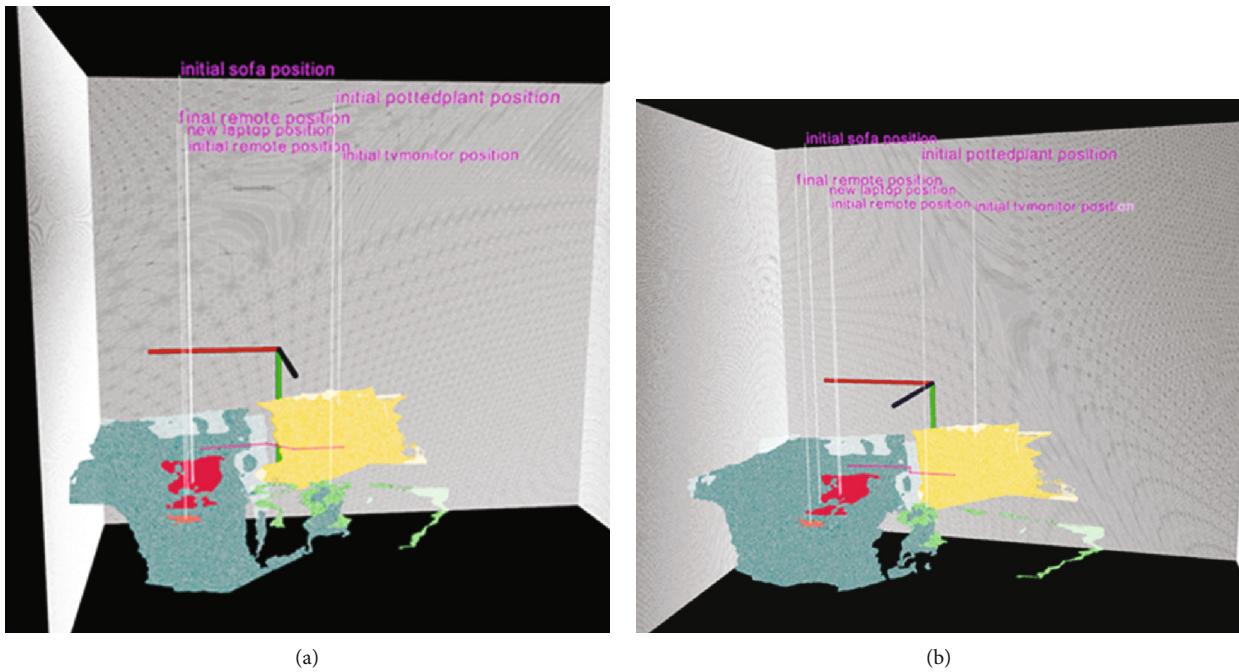 initial sofa position
initial pottedplant position
final remote position
new laptop position
initial remote position
initial tvmonitor position
(a)
initial sofa position
initial pottedplant position
final remote position
new laptop position
initial remote position
initial tvmonitor position
(b)